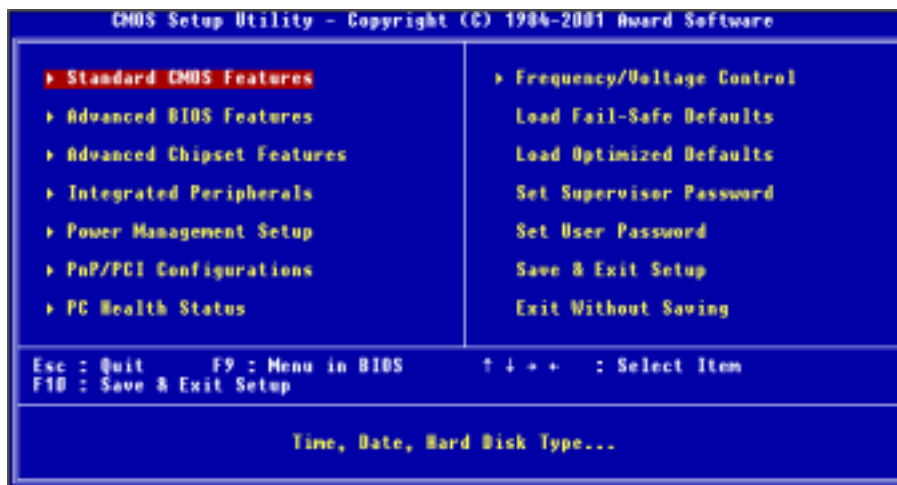 CMOS Setup Utility - Copyright (C) 1984-2001 Award Software
▸ Standard CMOS Features
▸ Advanced BIOS Features
▸ Advanced Chipset Features
▸ Integrated Peripherals
▸ Power Management Setup
▸ PnP/PCI Configurations
▸ PC Health Status
▸ Frequency/Voltage Control
Load Fail-Safe Defaults
Load Optimized Defaults
Set Supervisor Password
Set User Password
Save & Exit Setup
Exit Without Saving
Esc : Quit F9 : Menu in BIOS ↑ ↓ → ← : Select Item
F10 : Save & Exit Setup
Time, Date, Hard Disk Type...